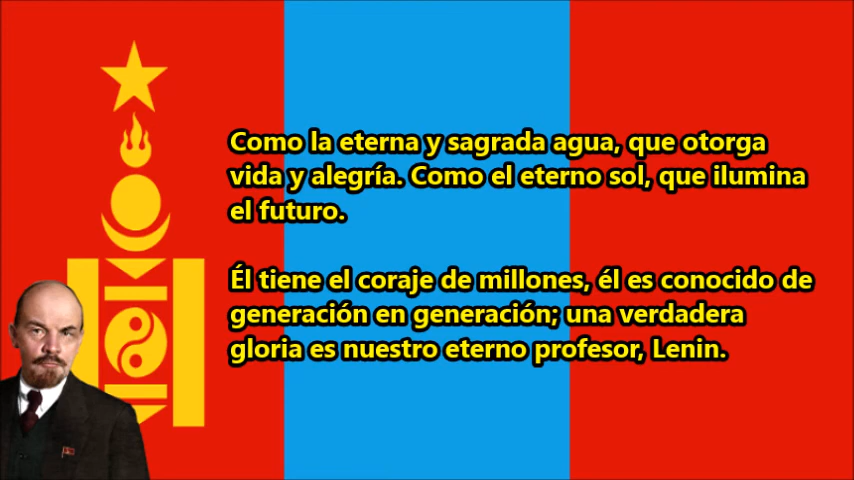 Como la eterna y sagrada agua, que otorga
vida y alegría. Como el eterno sol, que ilumina
el futuro.
Él tiene el coraje de millones, él es conocido de
generación en generación; una verdadera
gloria es nuestro eterno profesor, Lenin.